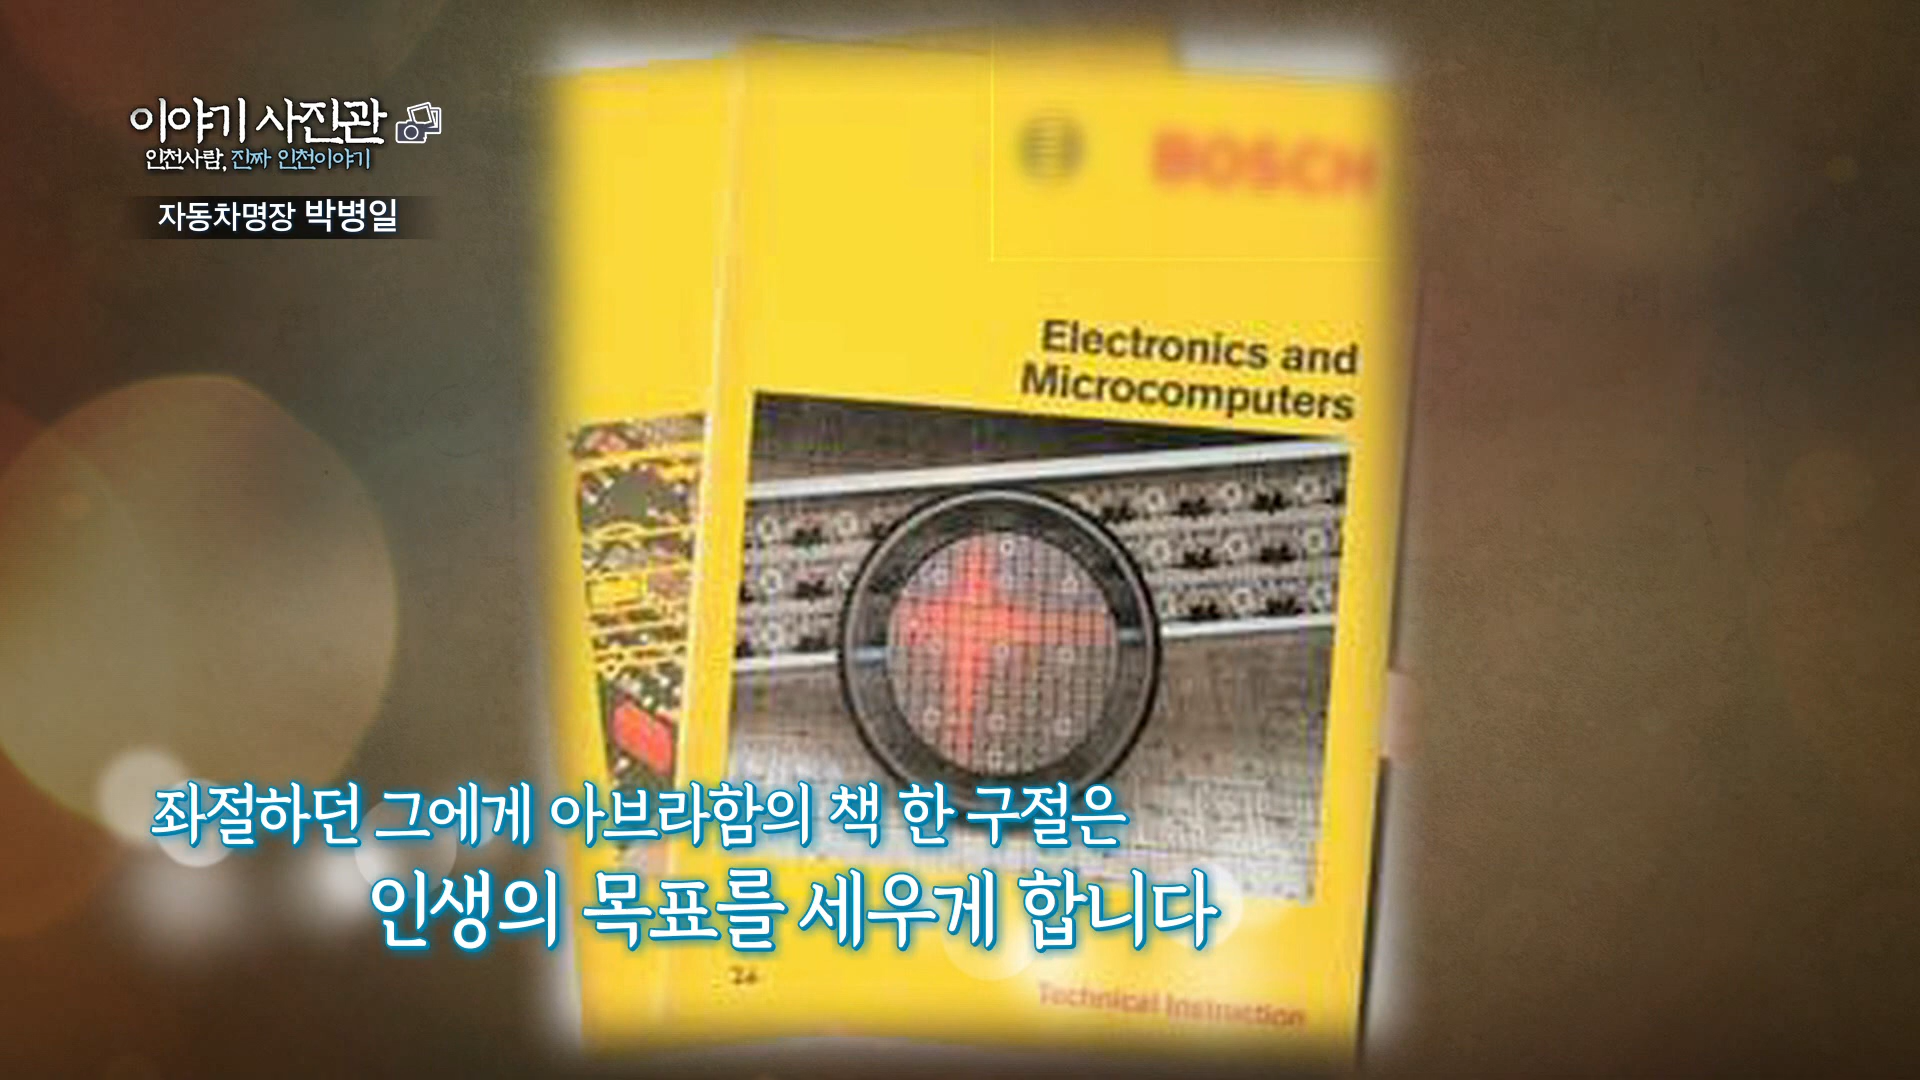 이야기 사진관
인천사람, 진짜 인천이야기
자동차명장 박병일
BOSCH
Electronics and
Microcomputers
좌절하던 그에게 아브라함의 책 한 구절은
인생의 목표를 세우게 합니다
Technical Instruction